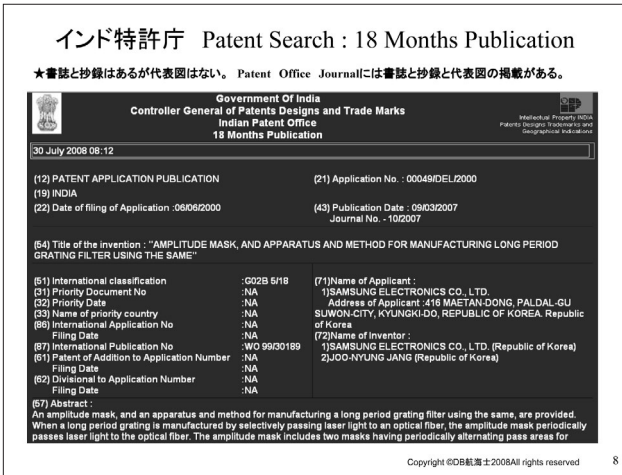 インド特許庁 Patent Search : 18 Months Publication
★書誌と抄録はあるが代表図はない。 Patent Office Journalには書誌と抄録と代表図の掲載がある。
Government Of India
Controller General of Patents Designs and Trade Marks
Indian Patent Office
18 Months Publication
Intellectual Property INDIA
Patents Designs Trademarks and
Geographical Indications
30 July 2008 08:12
(12) PATENT APPLICATION PUBLICATION
(21) Application No. : 00049/DEL/2000
(19) INDIA
(22) Date of filing of Application :06/06/2000
(43) Publication Date : 09/03/2007
Journal No. - 10/2007
(54) Title of the invention : "AMPLITUDE MASK, AND APPARATUS AND METHOD FOR MANUFACTURING LONG PERIOD
GRATING FILTER USING THE SAME"
(51) International classification :G02B 5/18
(31) Priority Document No :NA
(32) Priority Date :NA
(33) Name of priority country :NA
(86) International Application No :NA
Filing Date :NA
(87) International Publication No :WO 99/30189
(61) Patent of Addition to Application Number :NA
Filing Date :NA
(62) Divisional to Application Number :NA
Filing Date :NA
(71)Name of Applicant :
1)SAMSUNG ELECTRONICS CO., LTD.
Address of Applicant :416 MAETAN-DONG, PALDAL-GU
SUWON-CITY, KYUNGKI-DO, REPUBLIC OF KOREA. Republic
of Korea
(72)Name of Inventor :
1)SAMSUNG ELECTRONICS CO., LTD. (Republic of Korea)
2)JOO-NYUNG JANG (Republic of Korea)
(57) Abstract :
An amplitude mask, and an apparatus and method for manufacturing a long period grating filter using the same, are provided.
When a long period grating is manufactured by selectively passing laser light to an optical fiber, the amplitude mask periodically
passes laser light to the optical fiber. The amplitude mask includes two masks having periodically alternating pass areas for
Copyright ©DB航海士2008All rights reserved
8